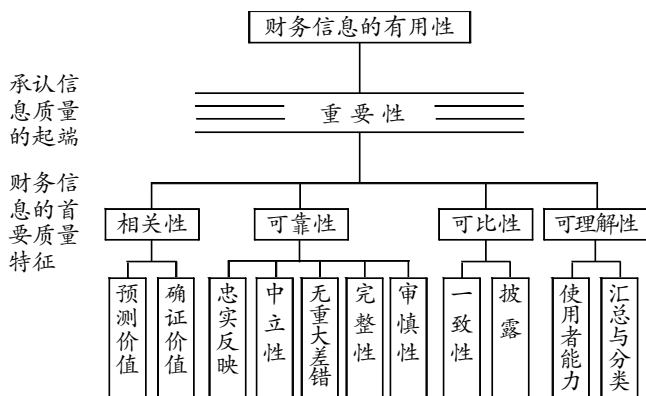 财务信息的有用性
承认信
息质量
的起端
重要性
财务信
息的首
要质量
特征
相关性
可靠性
可比性
可理解性
预测价值
确证价值
忠实反映
中立性
无重大差错
完整性
审慎性
一致性
披露
使用者能力
汇总与分类